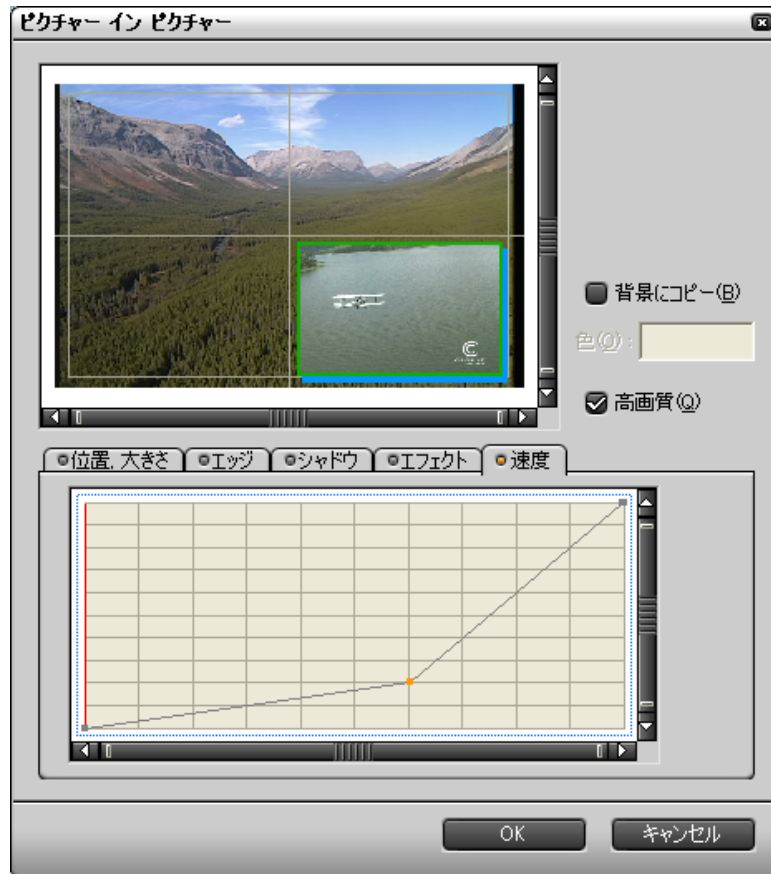 ピクチャー イン ピクチャー
背景にコピー(B)
色(O):
高画質(Q)
位置, 大きさ
エッジ
シャドウ
エフェクト
速度
OK
キャンセル